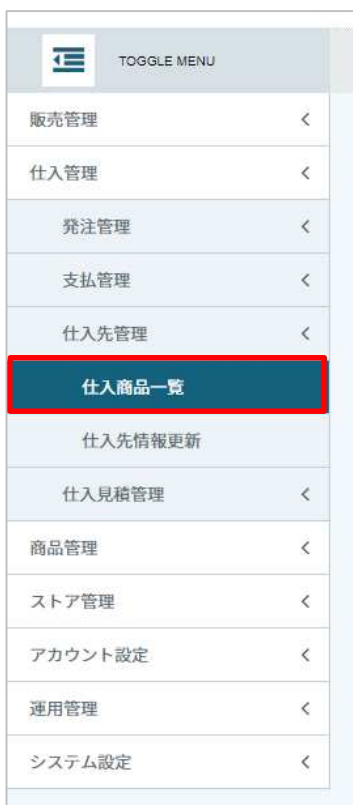 TOGGLE MENU
販売管理
仕入管理
発注管理
支払管理
仕入先管理
仕入商品一覧
仕入先情報更新
仕入見積管理
商品管理
ストア管理
アカウント設定
運用管理
システム設定